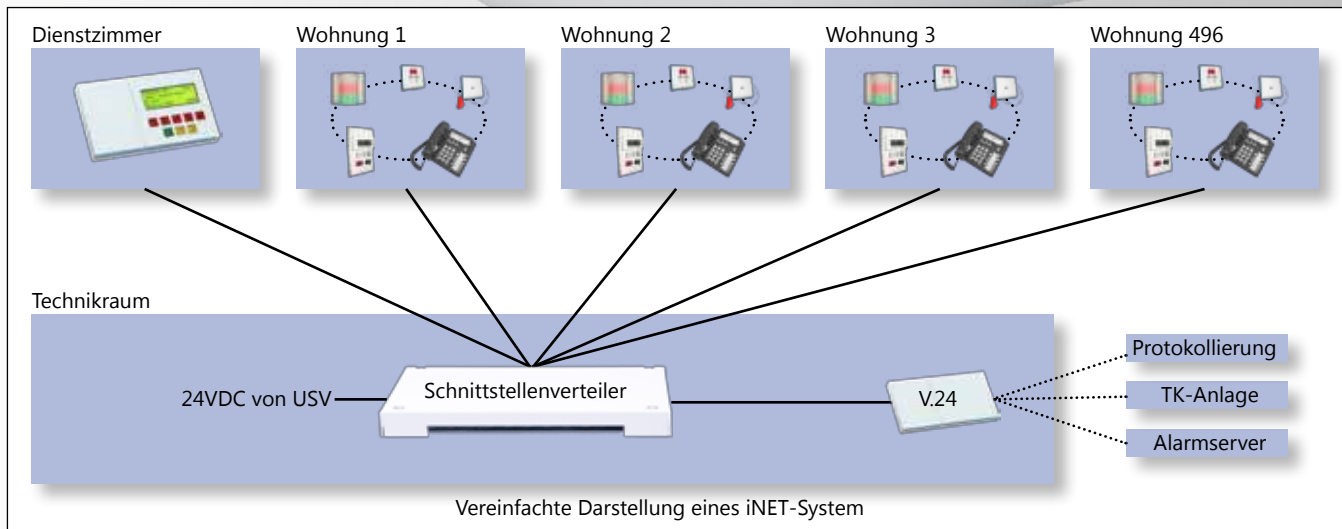 Dienstzimmer
Wohnung 1
Wohnung 2
Wohnung 3
Wohnung 496
Technikraum
24VDC von USV
Schnittstellenverteiler
V.24
Protokollierung
TK-Anlage
Alarmserver
Vereinfachte Darstellung eines iNET-System